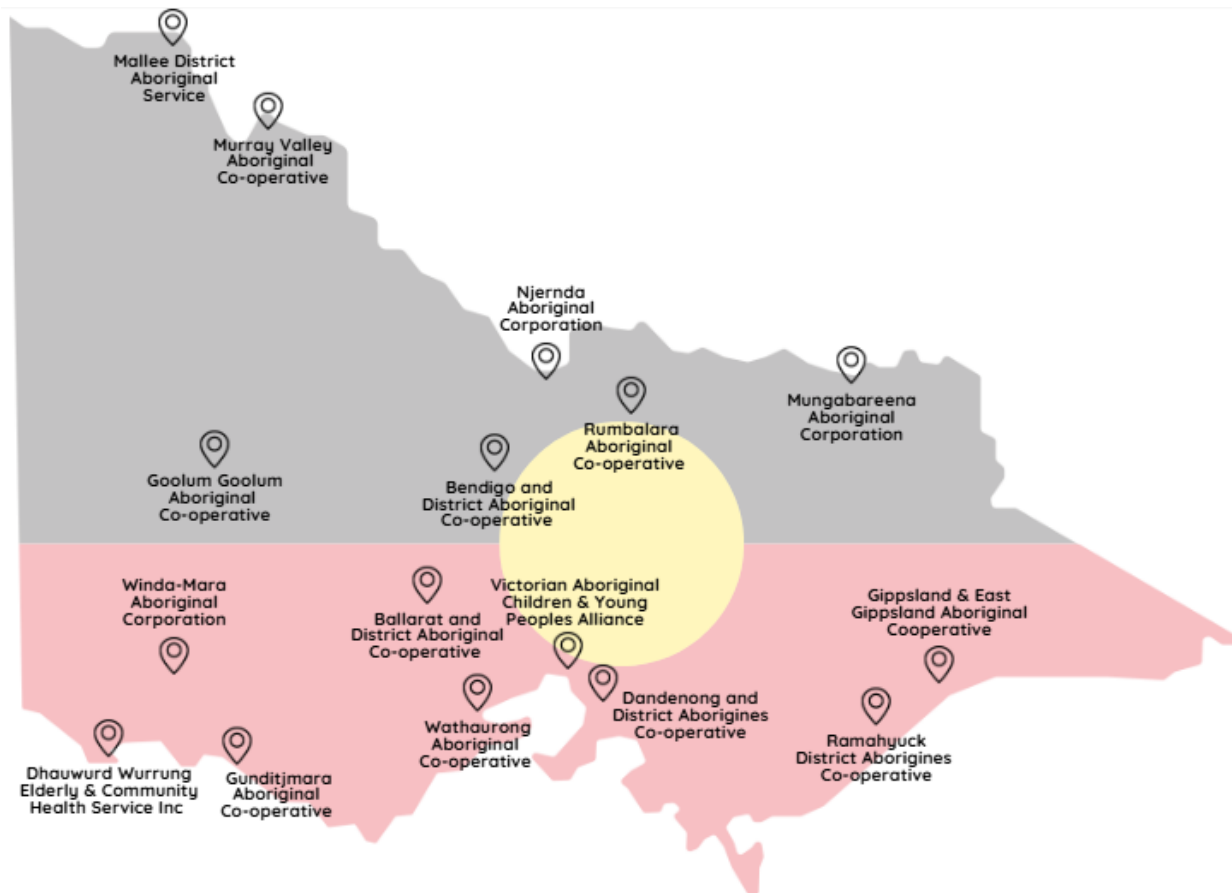 Mallee District
Aboriginal
Service
Murray Valley
Aboriginal
Co-operative
Njernda
Aboriginal
Corporation
Mungabareena
Aboriginal
Corporation
Rumbalara
Aboriginal
Co-operative
Goolum Goolum
Aboriginal
Co-operative
Bendigo and
District Aboriginal
Co-operative
Winda-Mara
Aboriginal
Corporation
Ballarat and
District Aboriginal
Co-operative
Victorian Aboriginal
Children & Young
Peoples Alliance
Gippsland & East
Gippsland Aboriginal
Cooperative
Dhauwurd Wurrung
Elderly & Community
Health Service Inc
Gunditjmara
Aboriginal
Co-operative
Wathaurong
Aboriginal
Co-operative
Dandenong and
District Aborigines
Co-operative
Ramahyuck
District Aborigines
Co-operative